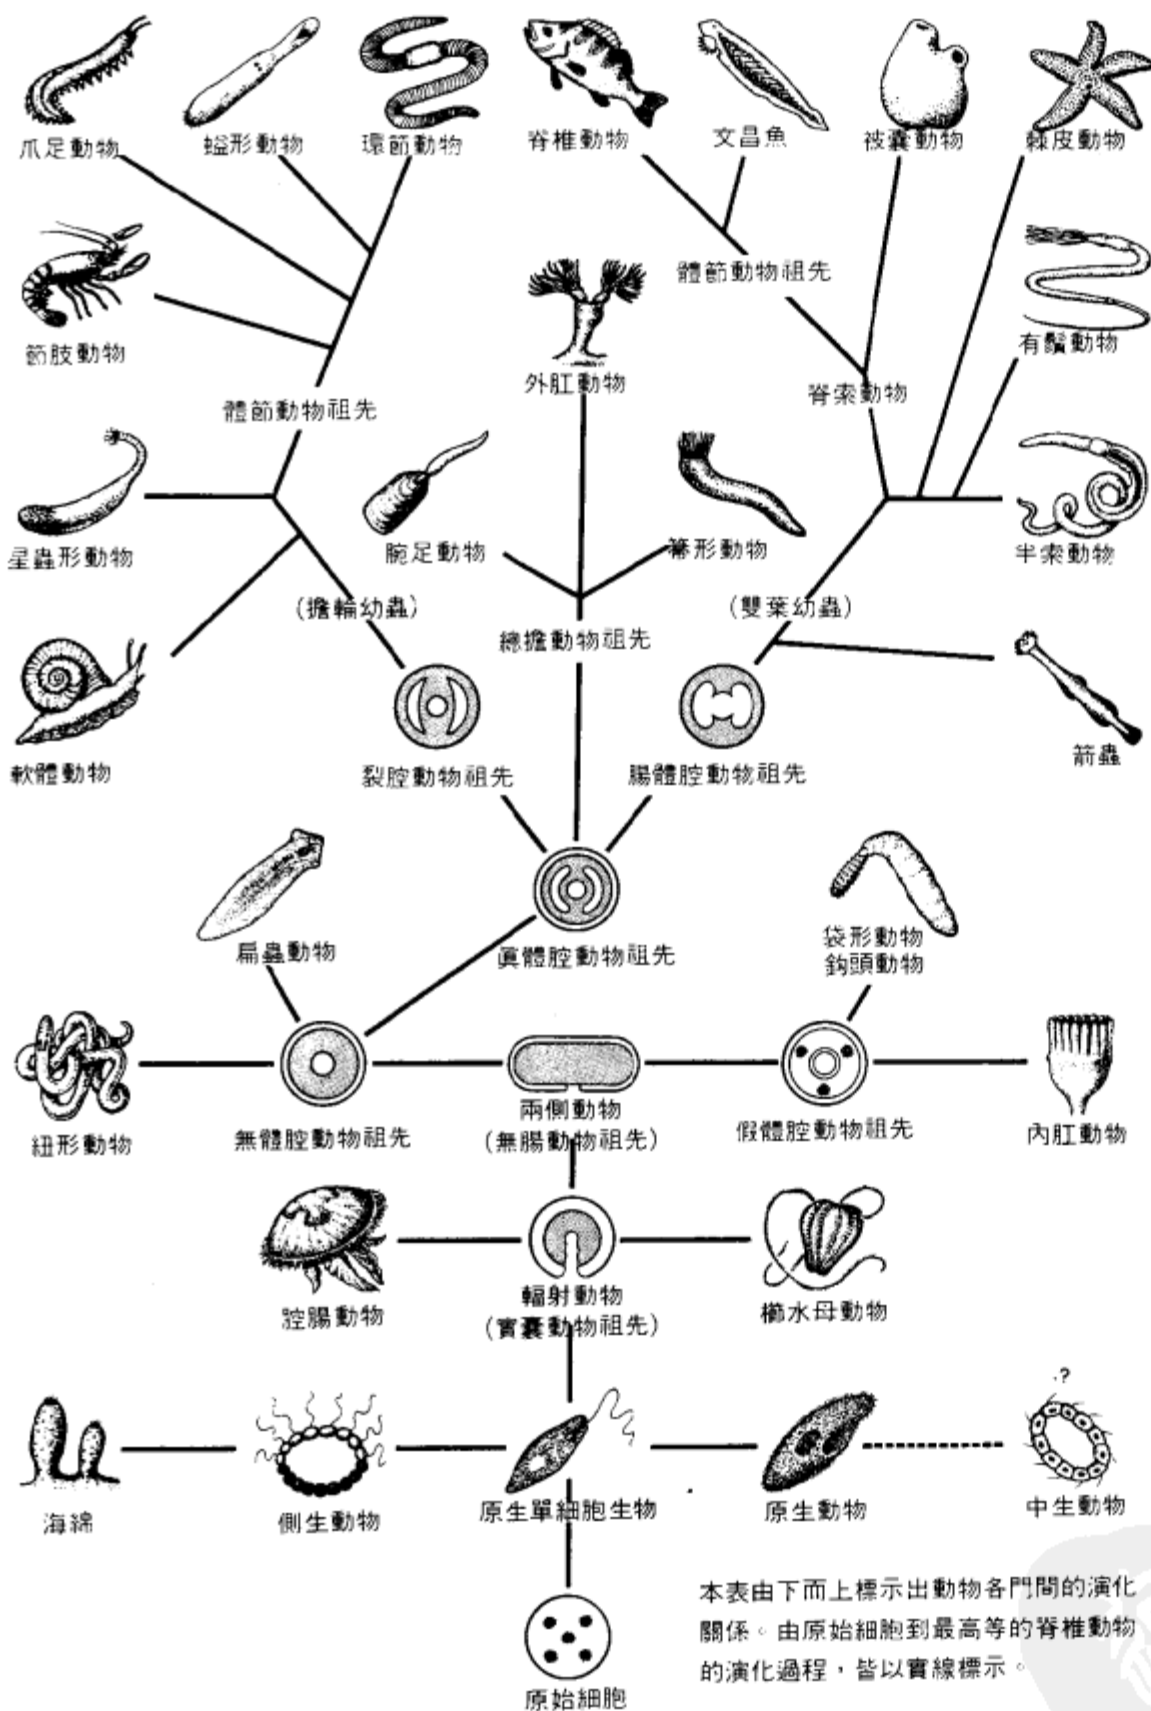 爪足動物 螠形動物 環節動物 脊椎動物 文昌魚 被囊動物 棘皮動物
體節動物祖先
節肢動物 有鬚動物
外肛動物
體節動物祖先 脊索動物
星蟲形動物 腕足動物 箒形動物 半索動物
(擔輪幼蟲) (雙葉幼蟲)
總擔動物祖先
軟體動物 裂腔動物祖先 腸體腔動物祖先 箭蟲
扁蟲動物 眞體腔動物祖先 袋形動物
鈎頭動物
兩側動物
紐形動物 無體腔動物祖先 (無腸動物祖先) 假體腔動物祖先 內肛動物
輻射動物
腔腸動物 (實囊動物祖先) 櫛水母動物
?
海綿 側生動物 原生單細胞生物 原生動物 中生動物
本表由下而上標示出動物各門間的演化
關係。由原始細胞到最高等的脊椎動物
的演化過程，皆以實線標示。
原始細胞